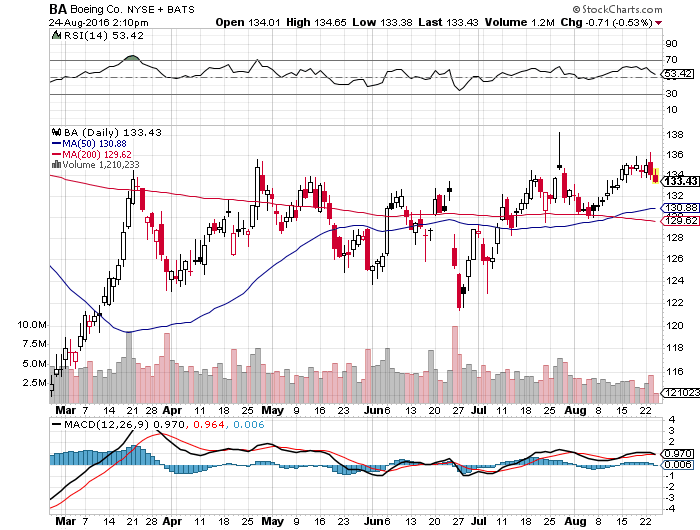 BA Boeing Co. NYSE + BATS
© StockCharts.com
24-Aug-2016 2:10pm
Open 134.01 High 134.65 Low 133.38 Last 133.43 Volume 1.2M Chg -0.71 (-0.53%)
RSI(14) 53.42
90
70
53.42
50
30
10
BA (Daily) 133.43
MA(50) 130.88
MA(200) 129.62
Volume 1,210,233
138
136
134
133.43
132
130.88
129.62
128
126
124
122
120
118
116
1210233
10.0M
7.5M
5.0M
2.5M
Mar 7 14 21 28 Apr 11 18 25 May 9 16 23 Jun 6 13 20 27 Jul 11 18 25 Aug 8 15 22
MACD(12,26,9) 0.970, 0.964, 0.006
4
3
2
0.970
0.006
-1
-2
-3
-4
Mar 7 14 21 28 Apr 11 18 25 May 9 16 23 Jun 6 13 20 27 Jul 11 18 25 Aug 8 15 22